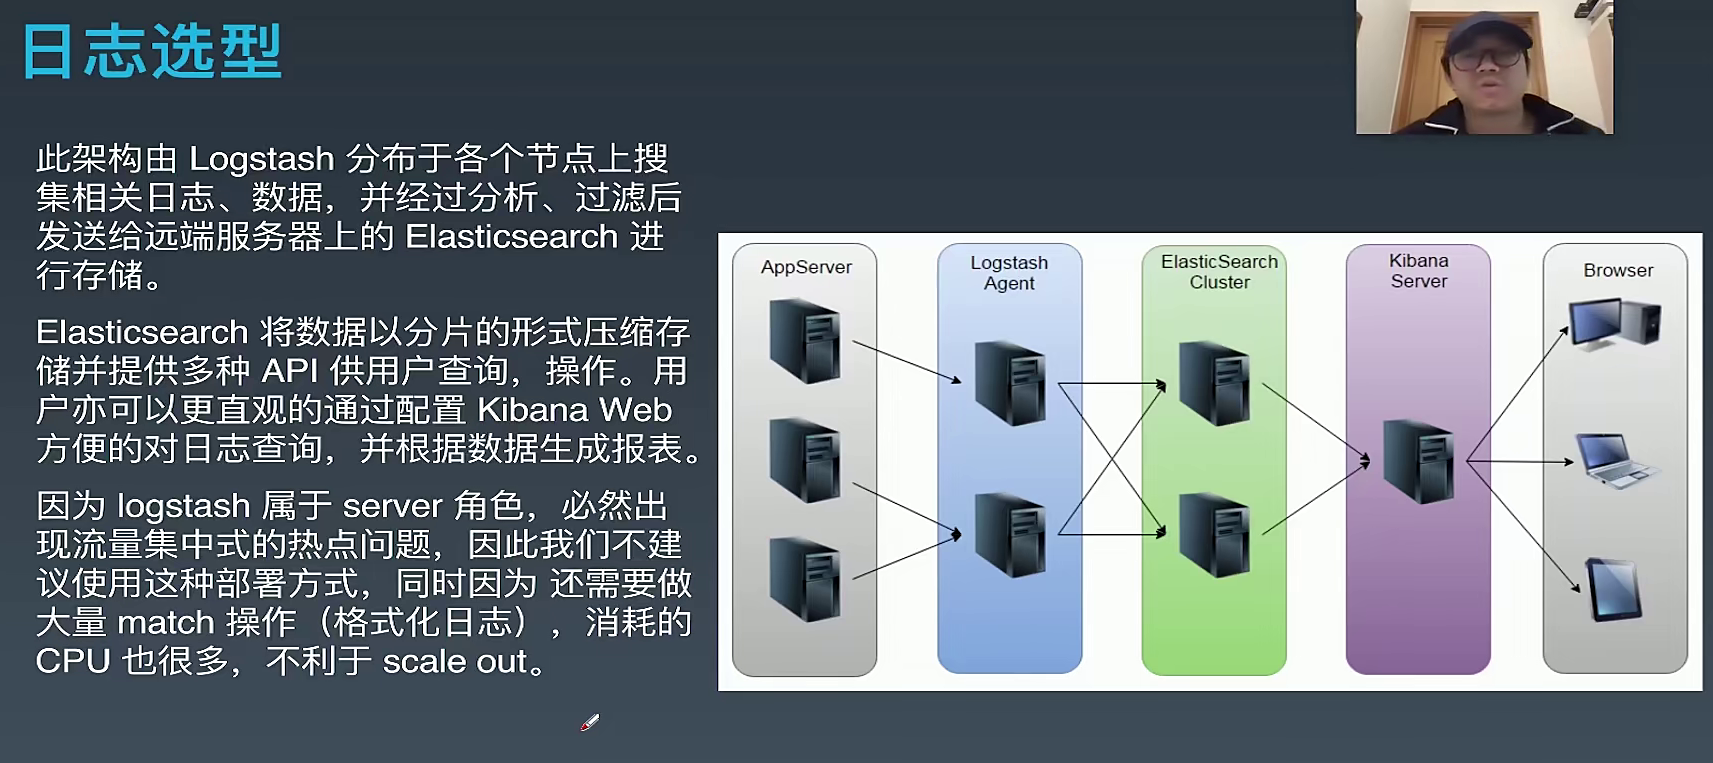 日志选型
此架构由 Logstash 分布于各个节点上搜
集相关日志、数据，并经过分析、过滤后
发送给远端服务器上的 Elasticsearch 进
行存储。
Elasticsearch 将数据以分片的形式压缩存
储并提供多种 API 供用户查询，操作。用
户亦可以更直观的通过配置 Kibana Web
方便的对日志查询，并根据数据生成报表。
因为 logstash 属于 server 角色，必然出
现流量集中式的热点问题，因此我们不建
议使用这种部署方式，同时因为 还需要做
大量 match 操作（格式化日志），消耗的
CPU 也很多，不利于 scale out。
AppServer
Logstash
Agent
ElasticSearch
Cluster
Kibana
Server
Browser